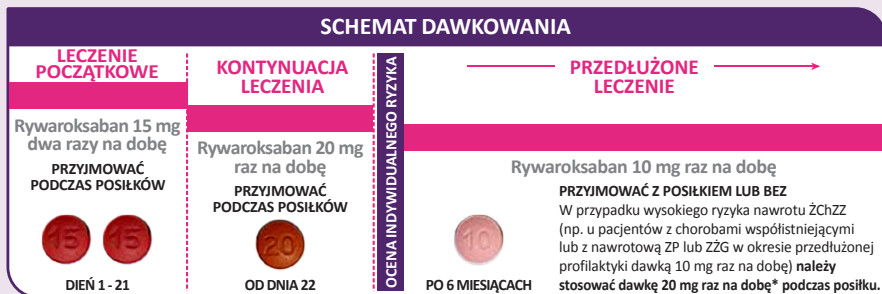 SCHEMAT DAWKOWANIA
LECZENIE
POCZĄTKOWE
Rywaroksaban 15 mg
dwa razy na dobę
PRZYJMOWAĆ
PODCZAS POSIŁKÓW
15 15
DIEŃ 1 - 21
KONTYNUACJA
LECZENIA
Rywaroksaban 20 mg
raz na dobę
PRZYJMOWAĆ
PODCZAS POSIŁKÓW
20
OD DNIA 22
OCENA INDYWIDUALNEGO RYZYKA
PRZEDŁUŻONE
LECZENIE
Rywaroksaban 10 mg raz na dobę
10
PO 6 MIESIĄCACH
PRZYJMOWAĆ Z POSIŁKIEM LUB BEZ
W przypadku wysokiego ryzyka nawrotu ŻChZZ
(np. u pacjentów z chorobami współistniejącymi
lub z nawrotową ZP lub ZŻG w okresie przedłużonej
profilaktyki dawką 10 mg raz na dobę) należy
stosować dawkę 20 mg raz na dobę* podczas posiłku.